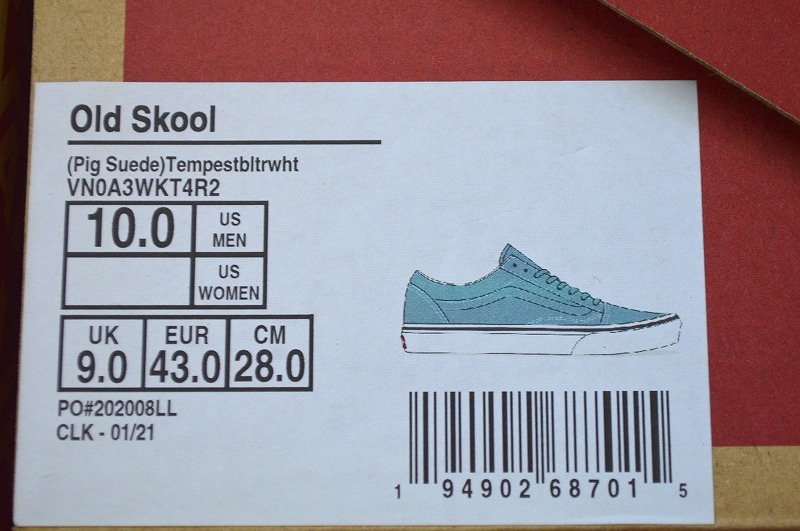 Old Skool
(Pig Suede)Tempestbltrwht
VN0A3WKT4R2
10.0 US MEN
US WOMEN
UK EUR CM
9.0 43.0 28.0
PO#202008LL
CLK - 01/21
1 94902 68701 5